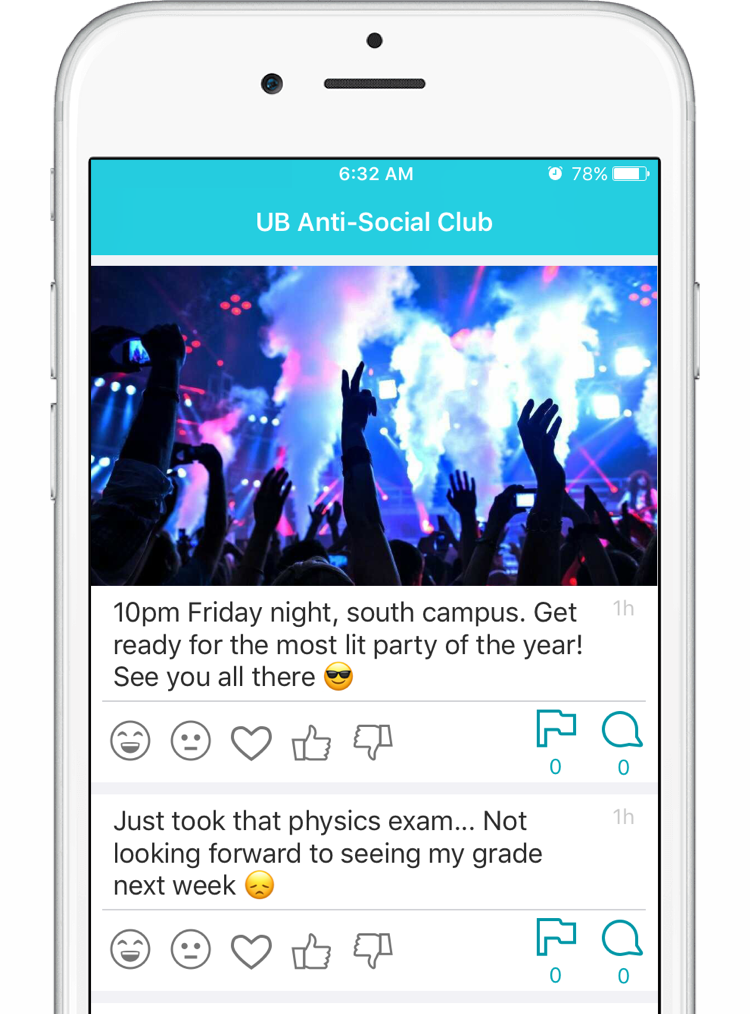 6:32 AM 78%
UB Anti-Social Club
10pm Friday night, south campus. Get 1h
ready for the most lit party of the year!
See you all there 😎
0 0
Just took that physics exam... Not 1h
looking forward to seeing my grade
next week 😞
0 0